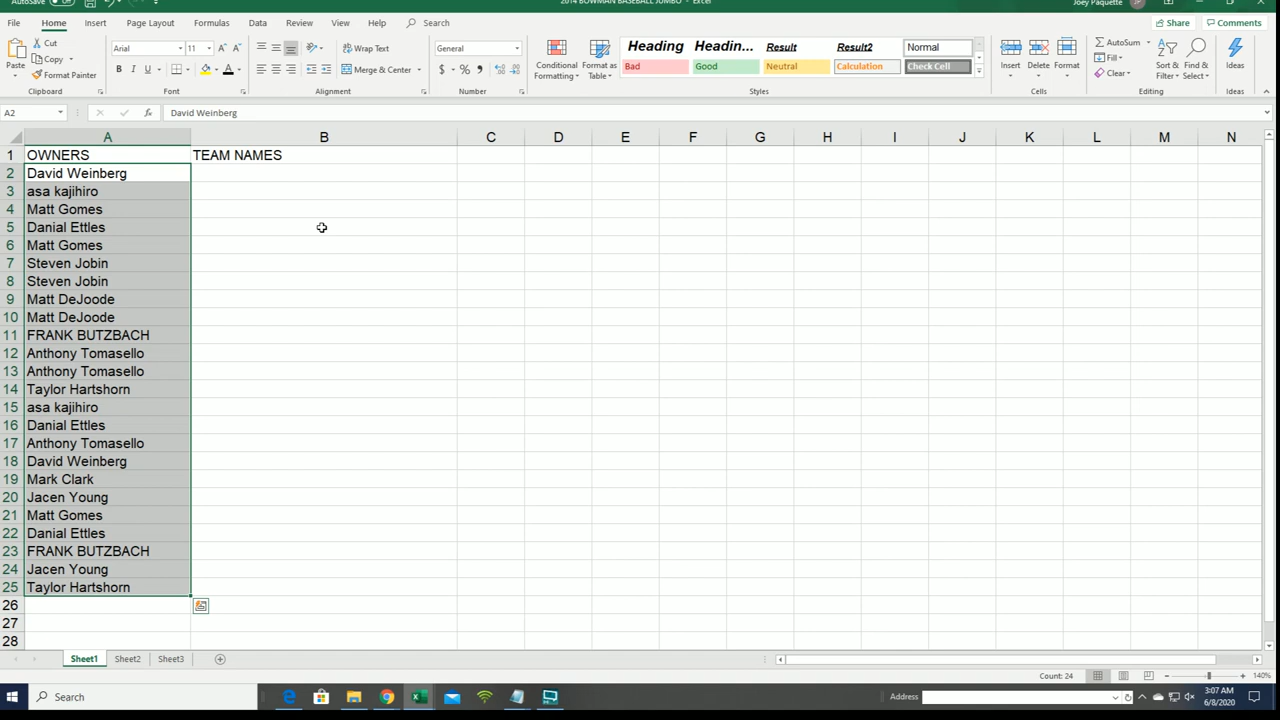 AutoSave
2014 BOWMAN BASEBALL JUMBO - Excel
Joey Paquette
JP
File Home Insert Page Layout Formulas Data Review View Help Search
Share Comments
Paste
Cut
Copy
Format Painter
Clipboard
Arial 11
Font
Wrap Text
Merge & Center
Alignment
General
Number
Conditional Formatting
Format as Table
Heading Headin... Result Result2 Normal
Bad Good Neutral Calculation Check Cell
Styles
Insert Delete Format
Cells
AutoSum
Fill
Clear
Sort & Filter
Find & Select
Editing
Ideas
Ideas
A2 David Weinberg
A B C D E F G H I J K L M N
1 OWNERS TEAM NAMES
2 David Weinberg
3 asa kajihiro
4 Matt Gomes
5 Danial Ettles
6 Matt Gomes
7 Steven Jobin
8 Steven Jobin
9 Matt DeJoode
10 Matt DeJoode
11 FRANK BUTZBACH
12 Anthony Tomasello
13 Anthony Tomasello
14 Taylor Hartshorn
15 asa kajihiro
16 Danial Ettles
17 Anthony Tomasello
18 David Weinberg
19 Mark Clark
20 Jacen Young
21 Matt Gomes
22 Danial Ettles
23 FRANK BUTZBACH
24 Jacen Young
25 Taylor Hartshorn
26
27
28
Sheet1 Sheet2 Sheet3
Count: 24
140%
Search
Address
3:07 AM
6/8/2020